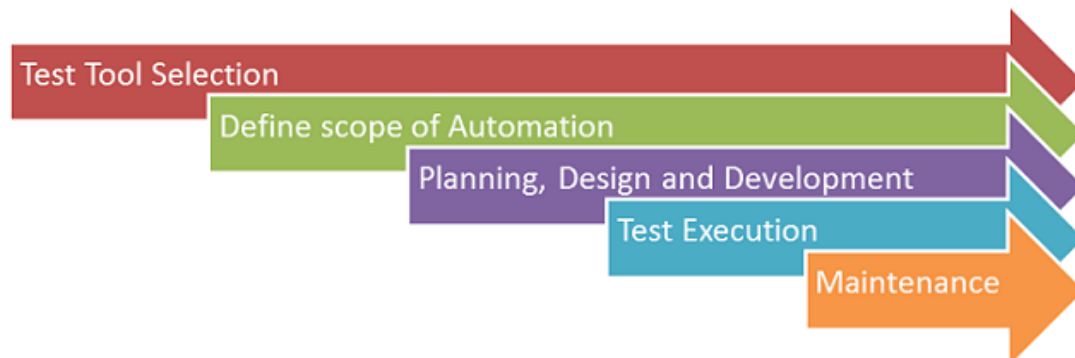 Test Tool Selection
Define scope of Automation
Planning, Design and Development
Test Execution
Maintenance